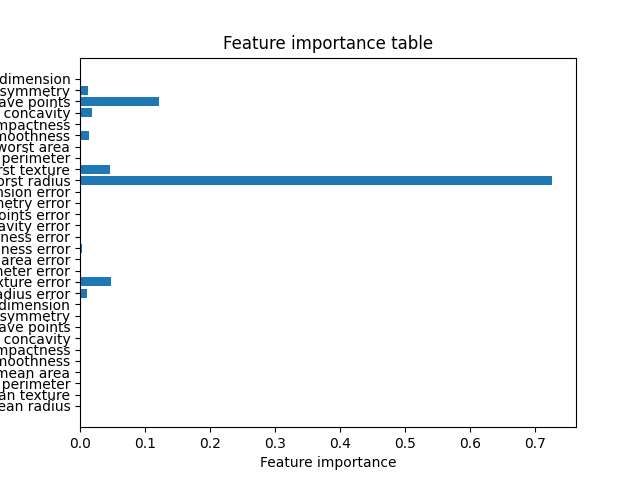 Feature importance table
dimension
symmetry
ave points
concavity
mpactness
moothness
worst area
perimeter
rst texture
orst radius
nsion error
metry error
oints error
avity error
ness error
ness error
area error
meter error
xture error
adius error
dimension
symmetry
ave points
concavity
mpactness
moothness
mean area
perimeter
an texture
ean radius
0.0 0.1 0.2 0.3 0.4 0.5 0.6 0.7
Feature importance